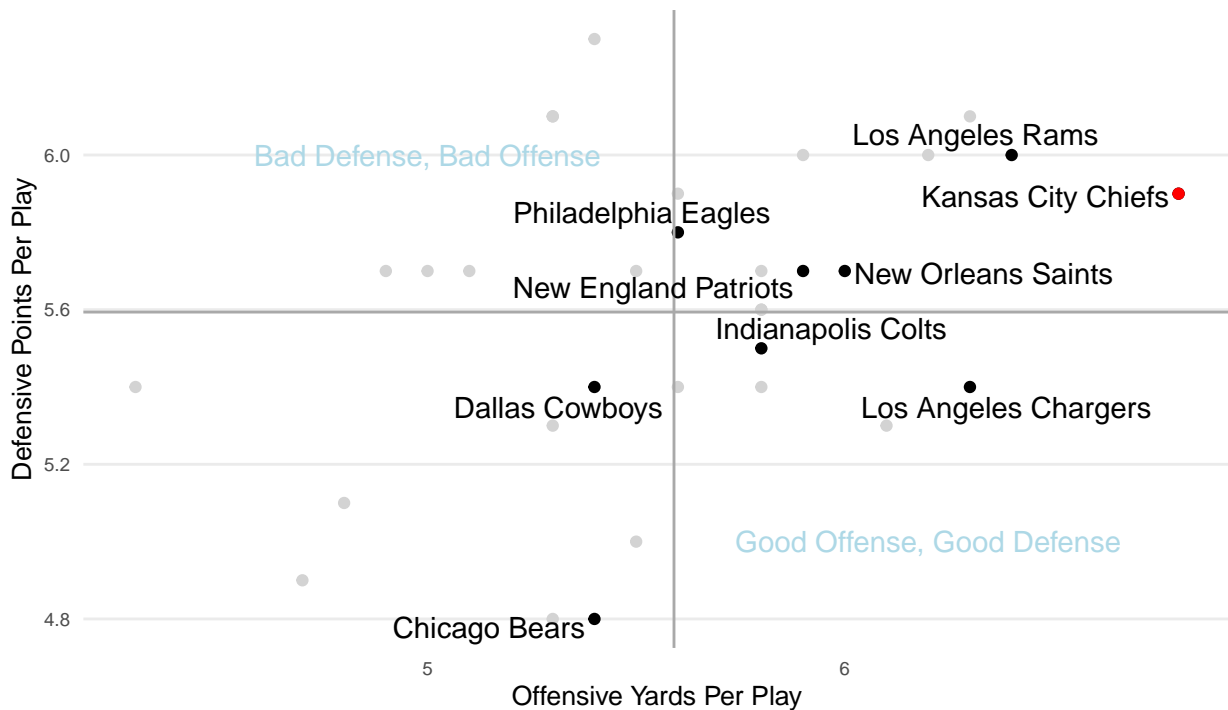 Los Angeles Rams
6.0
Bad Defense, Bad Offense
Kansas City Chiefs
Philadelphia Eagles
New Orleans Saints
New England Patriots
5.6
Indianapolis Colts
Defensive Points Per Play
Dallas Cowboys
Los Angeles Chargers
5.2
Good Offense, Good Defense
4.8
Chicago Bears
5
6
Offensive Yards Per Play